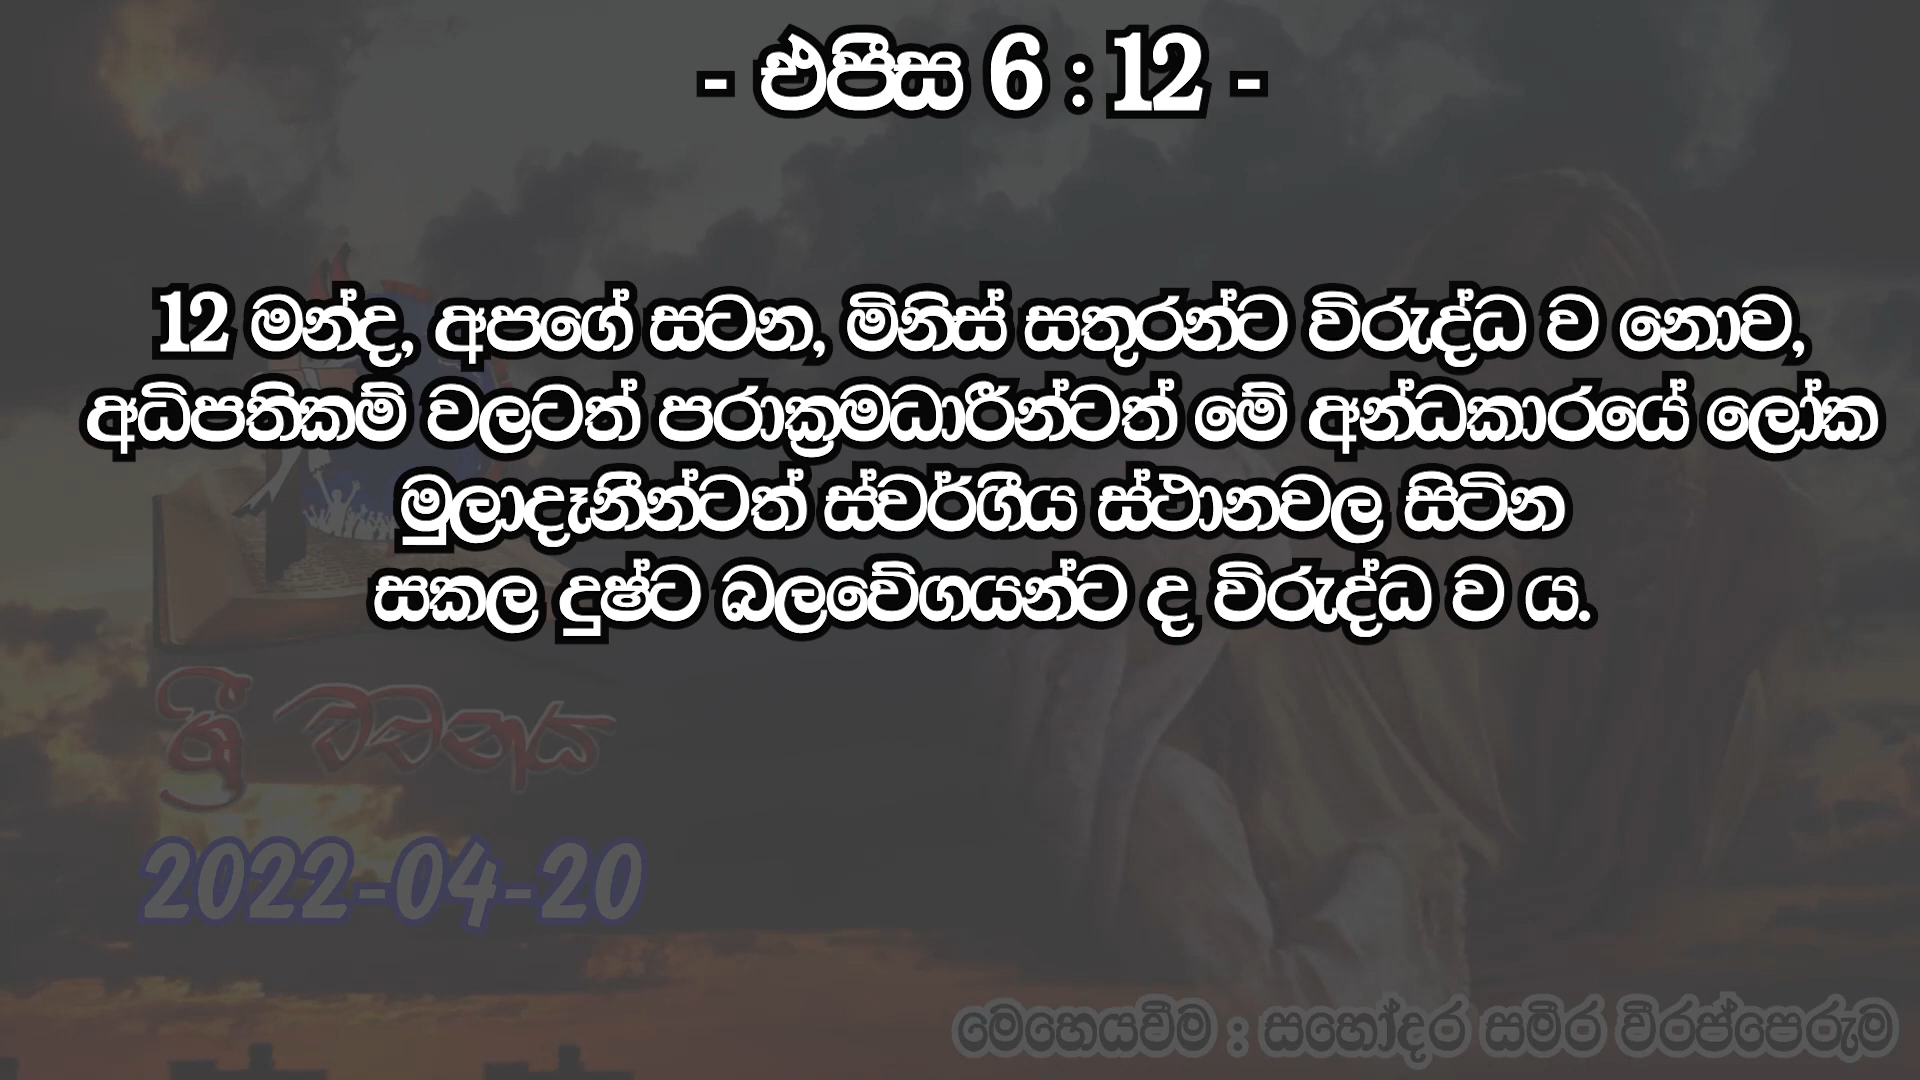 - එපීස 6 : 12 -
12 මන්ද, අපගේ සටන, මිනිස් සතුරන්ට විරුද්ධ ව නොව,
අධිපතිකම් වලටත් පරාක්‍රමධාරීන්ටත් මේ අන්ධකාරයේ ලෝක
මුලාදෑනීන්ටත් ස්වර්ගීය ස්ථානවල සිටින
සකල දුෂ්ට බලවේගයන්ට ද විරුද්ධ ව ය.
ශ්‍රී වචනය
2022-04-20
මෙහෙයවීම : සහෝදර සමීර වීරප්පෙරුම